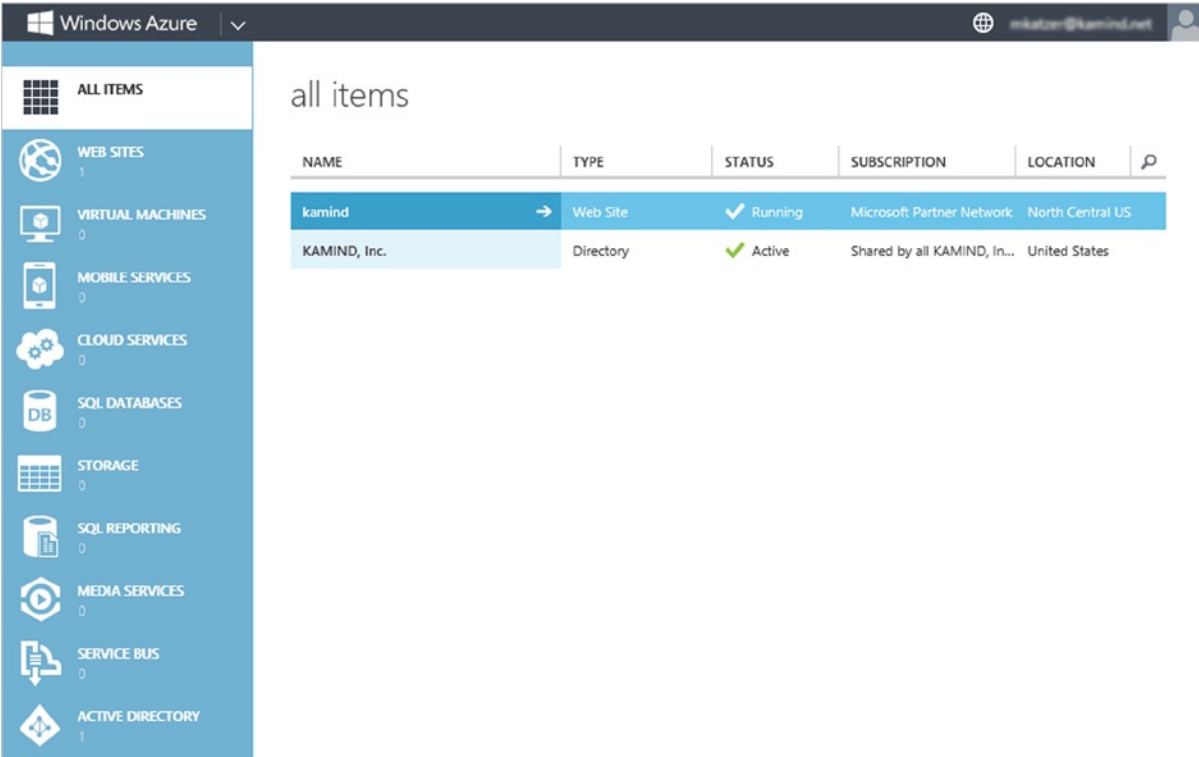 Windows Azure
mkatzer@kamind.net
ALL ITEMS
WEB SITES
1
VIRTUAL MACHINES
0
MOBILE SERVICES
0
CLOUD SERVICES
0
DB
SQL DATABASES
0
STORAGE
0
SQL REPORTING
0
MEDIA SERVICES
0
SERVICE BUS
0
ACTIVE DIRECTORY
1
all items
NAME TYPE STATUS SUBSCRIPTION LOCATION
kamind Web Site Running Microsoft Partner Network North Central US
KAMIND, Inc. Directory Active Shared by all KAMIND, In... United States